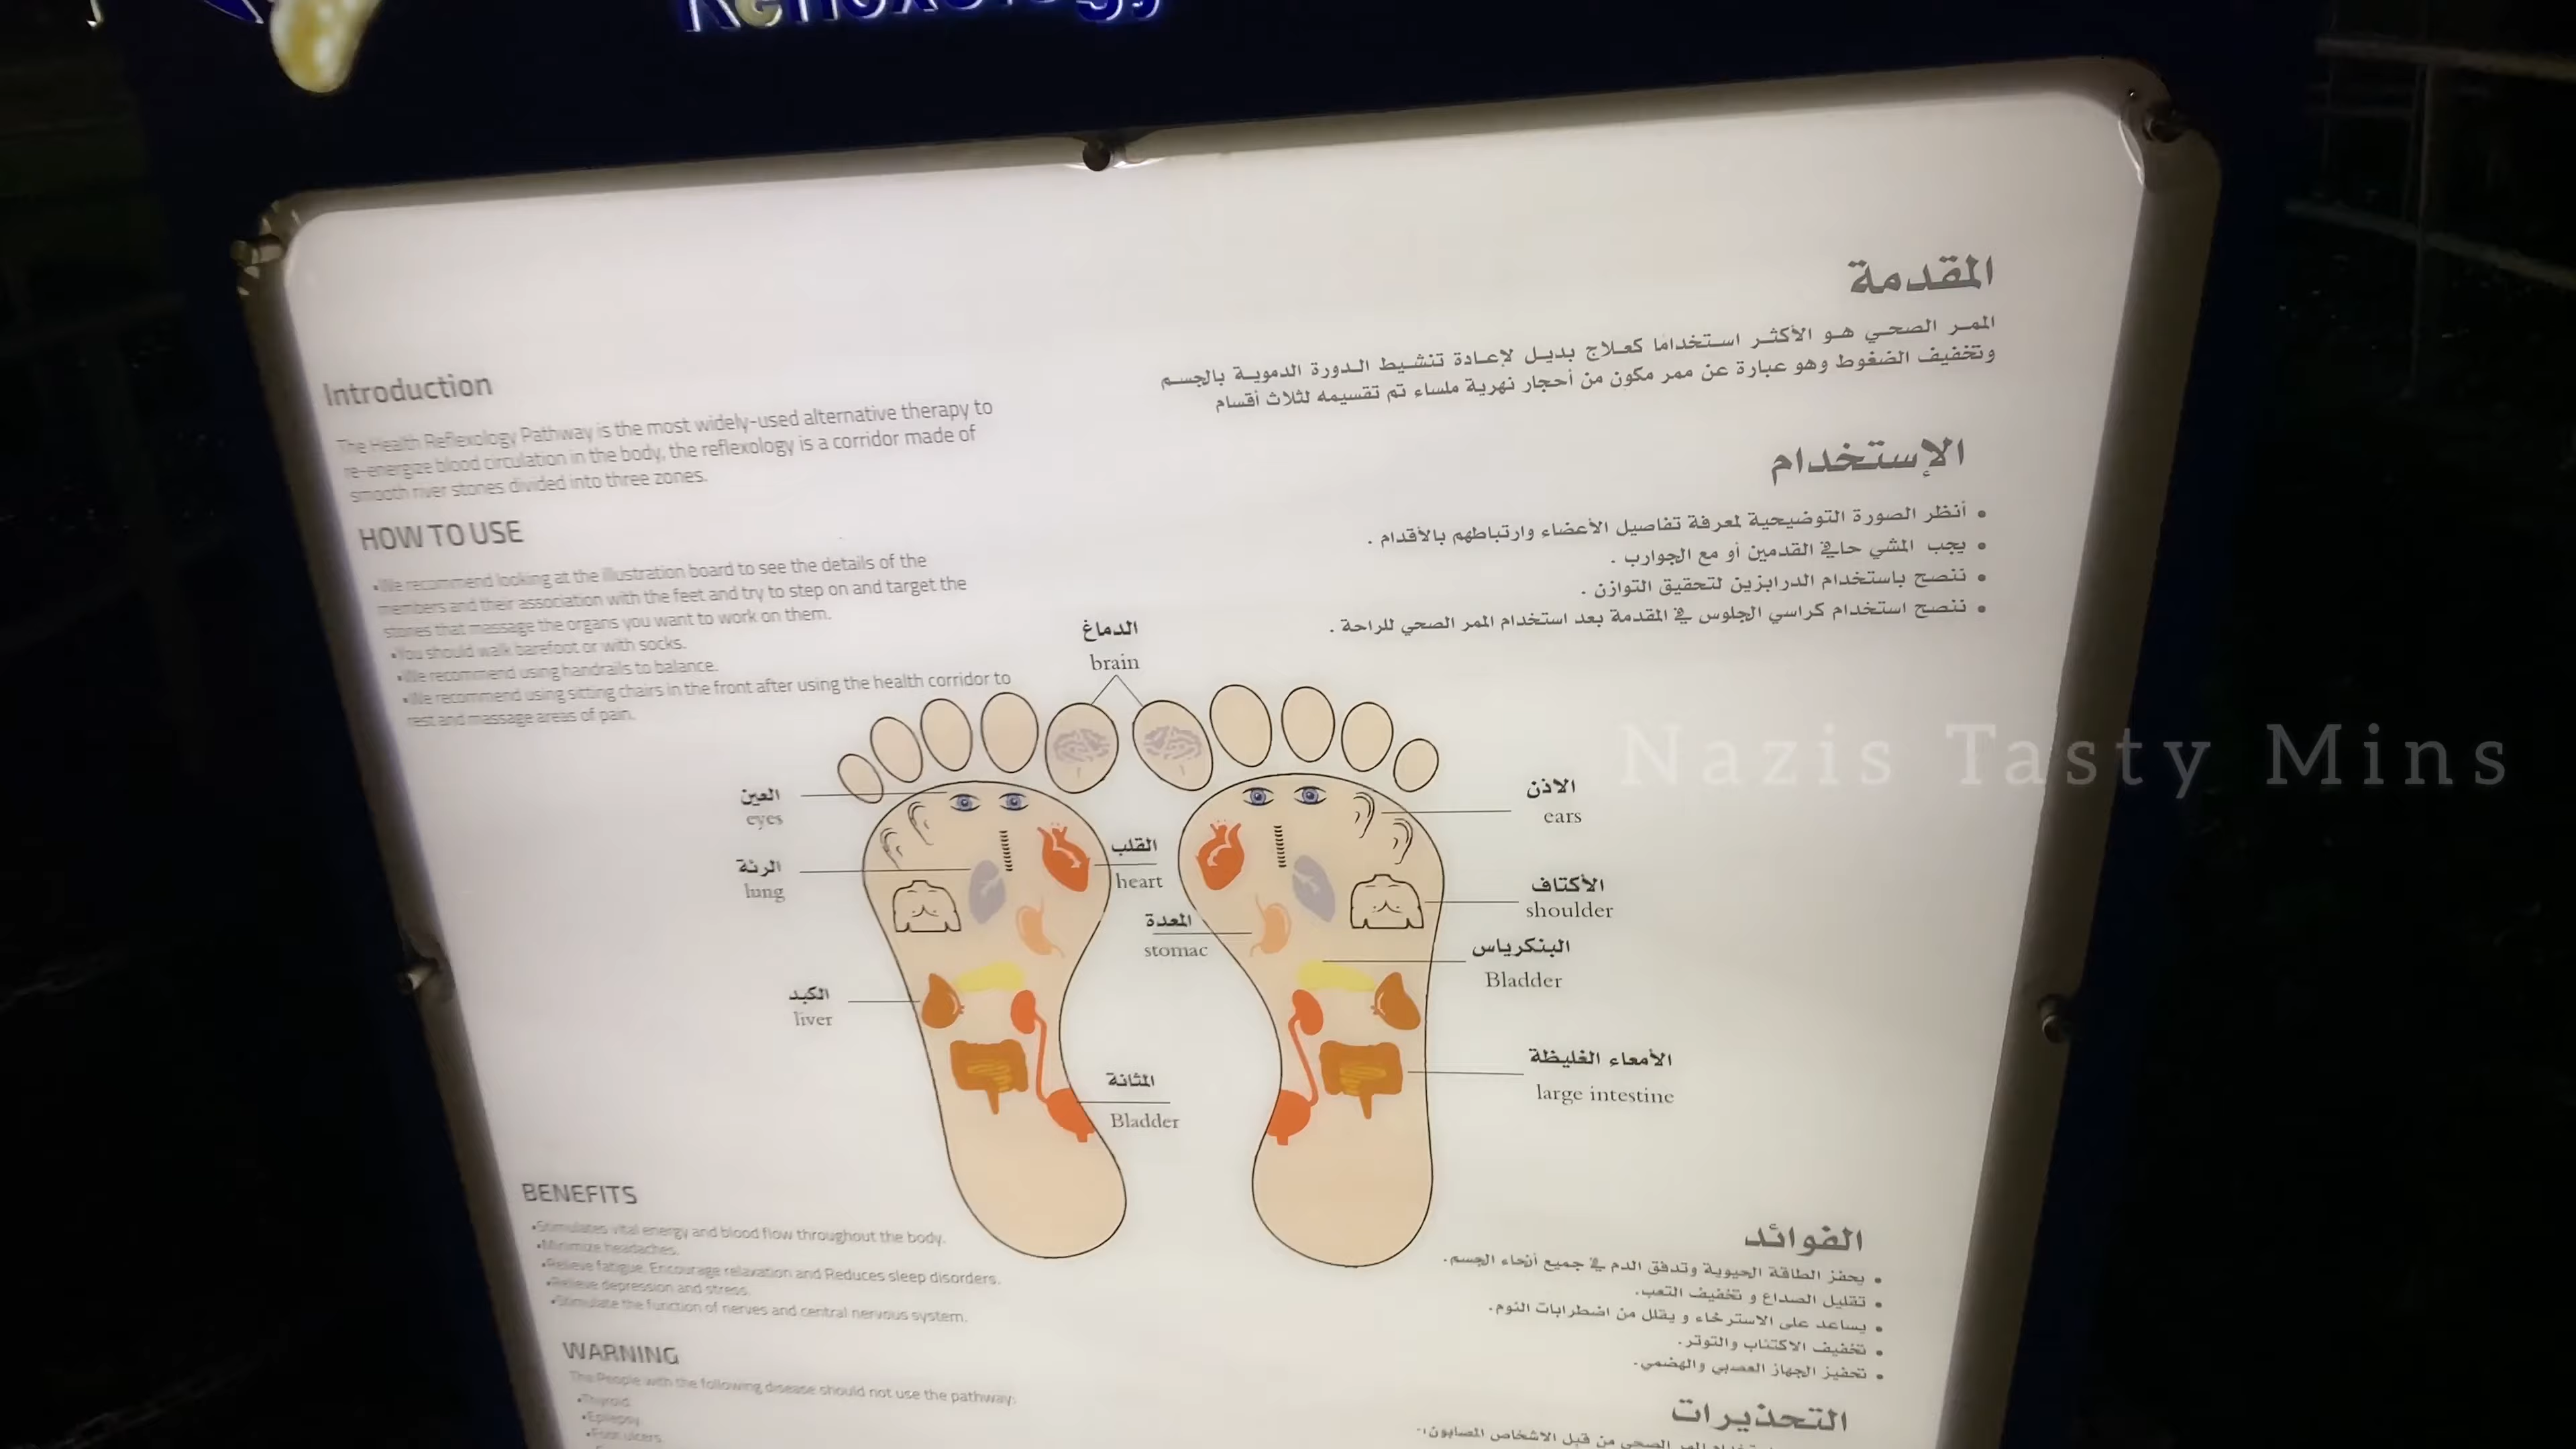 Reflexology
Introduction
The Health Reflexology Pathway is the most widely-used alternative therapy to
re-energize blood circulation in the body, the reflexology is a corridor made of
smooth river stones divided into three zones.
HOW TO USE
•We recommend looking at the illustration board to see the details of the
members and their association with the feet and try to step on and target the
stones that massage the organs you want to work on them.
•You should walk barefoot or with socks.
•We recommend using handrails to balance.
•We recommend using sitting chairs in the front after using the health corridor to
rest and massage areas of pain.
المقدمة
الممر الصحي هو الأكثر استخداما كعلاج بديل لإعادة تنشيط الدورة الدموية بالجسم
وتخفيف الضغوط وهو عبارة عن ممر مكون من أحجار نهرية ملساء تم تقسيمه لثلاث أقسام
الإستخدام
• أنظر الصورة التوضيحية لمعرفة تفاصيل الأعضاء وارتباطهم بالأقدام .
• يجب المشي حافي القدمين أو مع الجوارب .
• ننصح باستخدام الدرابزين لتحقيق التوازن .
• ننصح استخدام كراسي الجلوس في المقدمة بعد استخدام الممر الصحي للراحة .
الدماغ
brain
العين
eyes
الرئة
lung
الكبد
liver
القلب
heart
المعدة
stomac
المثانة
Bladder
الاذن
ears
الأكتاف
shoulder
البنكرياس
Bladder
الأمعاء الغليظة
large intestine
Nazis Tasty Mins
BENEFITS
•Stimulates vital energy and blood flow throughout the body.
•Minimize headaches.
•Relieve fatigue. Encourage relaxation and Reduces sleep disorders.
•Relieve depression and stress.
•Stimulate the function of nerves and central nervous system.
WARNING
The People with the following disease should not use the pathway:
•Thyroid
•Epilepsy
•Foot ulcers
الفوائد
• يحفز الطاقة الحيوية وتدفق الدم في جميع أنحاء الجسم.
• تقليل الصداع و تخفيف التعب.
• يساعد على الاسترخاء و يقلل من اضطرابات النوم.
• تخفيف الاكتئاب والتوتر.
• تحفيز الجهاز العصبي والهضمي.
التحذيرات
الممر الصحي من قبل الاشخاص المصابون: